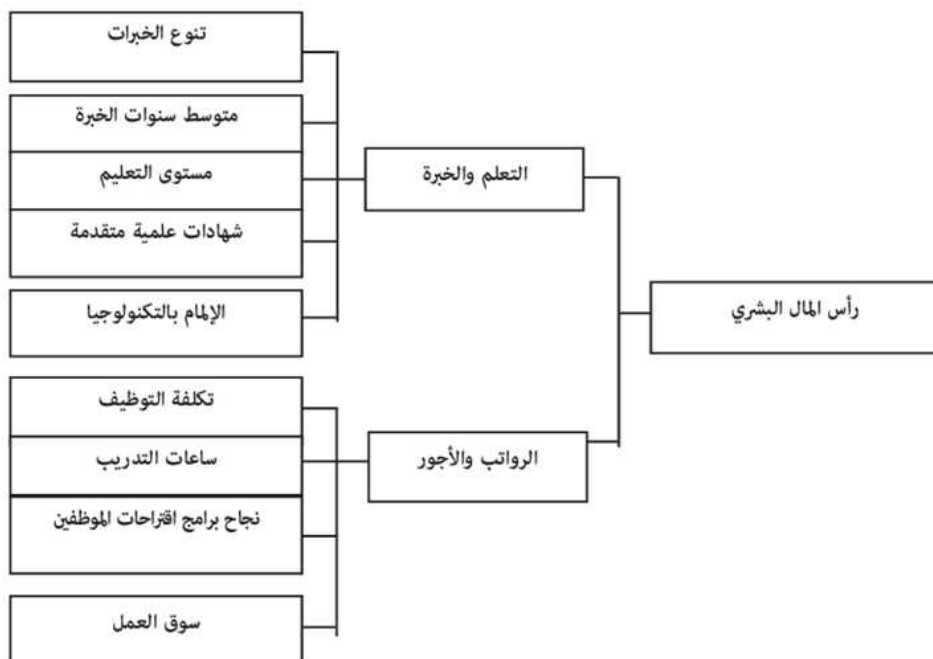 رأس المال البشري
التعلم والخبرة
تنوع الخبرات
متوسط سنوات الخبرة
مستوى التعليم
شهادات علمية متقدمة
الإلمام بالتكنولوجيا
الرواتب والأجور
تكلفة التوظيف
ساعات التدريب
نجاح برامج اقتراحات الموظفين
سوق العمل